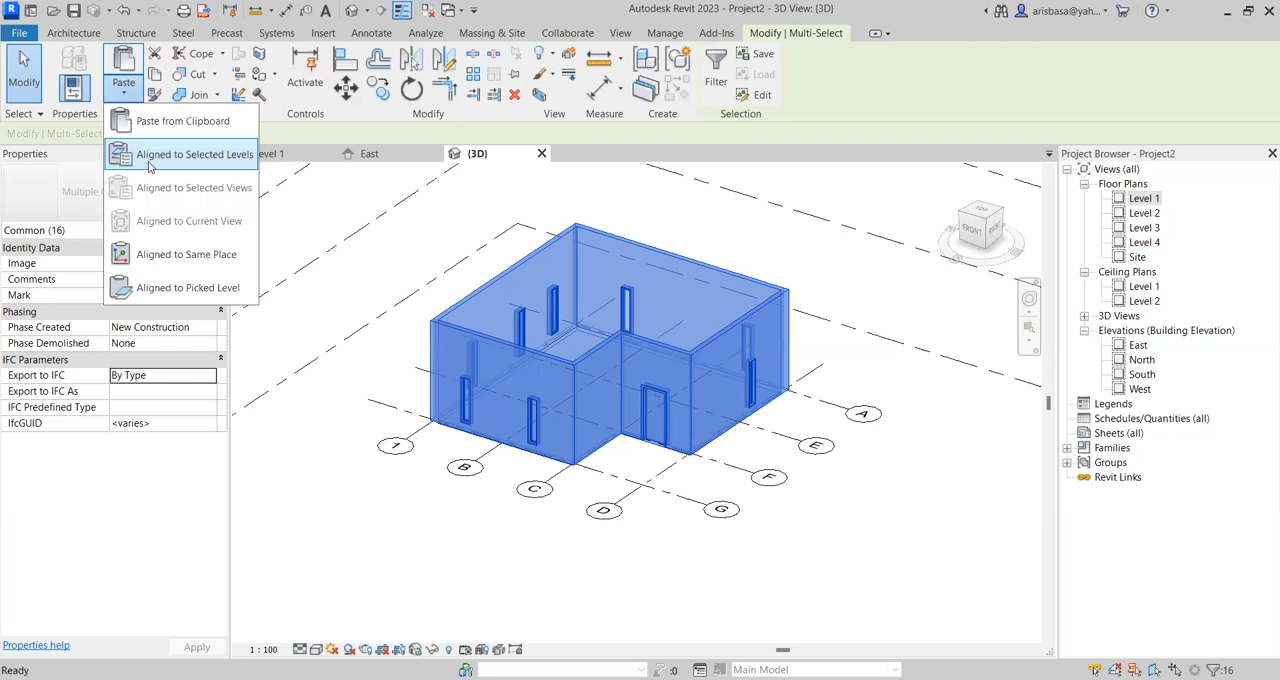 Autodesk Revit 2023 - Project2 - 3D View: {3D}
arisbasa@yah...
File Architecture Structure Steel Precast Systems Insert Annotate Analyze Massing & Site Collaborate View Manage Add-Ins Modify | Multi-Select
Modify
Paste
Cope
Cut
Join
Activate
Filter
Save
Load
Edit
Select Properties Controls Modify View Measure Create Selection
Modify | Multi-Selec
Paste from Clipboard
Aligned to Selected Levels
Aligned to Selected Views
Aligned to Current View
Aligned to Same Place
Aligned to Picked Level
Properties
evel 1
East
{3D}
Multiple
Common (16)
Identity Data
Image
Comments
Mark
Phasing
Phase Created New Construction
Phase Demolished None
IFC Parameters
Export to IFC By Type
Export to IFC As
IFC Predefined Type
IfcGUID <varies>
Properties help
Apply
TOP
FRONT
RIGHT
1
B
C
D
A
E
F
G
Project Browser - Project2
Views (all)
Floor Plans
Level 1
Level 2
Level 3
Level 4
Site
Ceiling Plans
Level 1
Level 2
3D Views
Elevations (Building Elevation)
East
North
South
West
Legends
Schedules/Quantities (all)
Sheets (all)
Families
Groups
Revit Links
1 : 100
Ready
:0
Main Model
:16